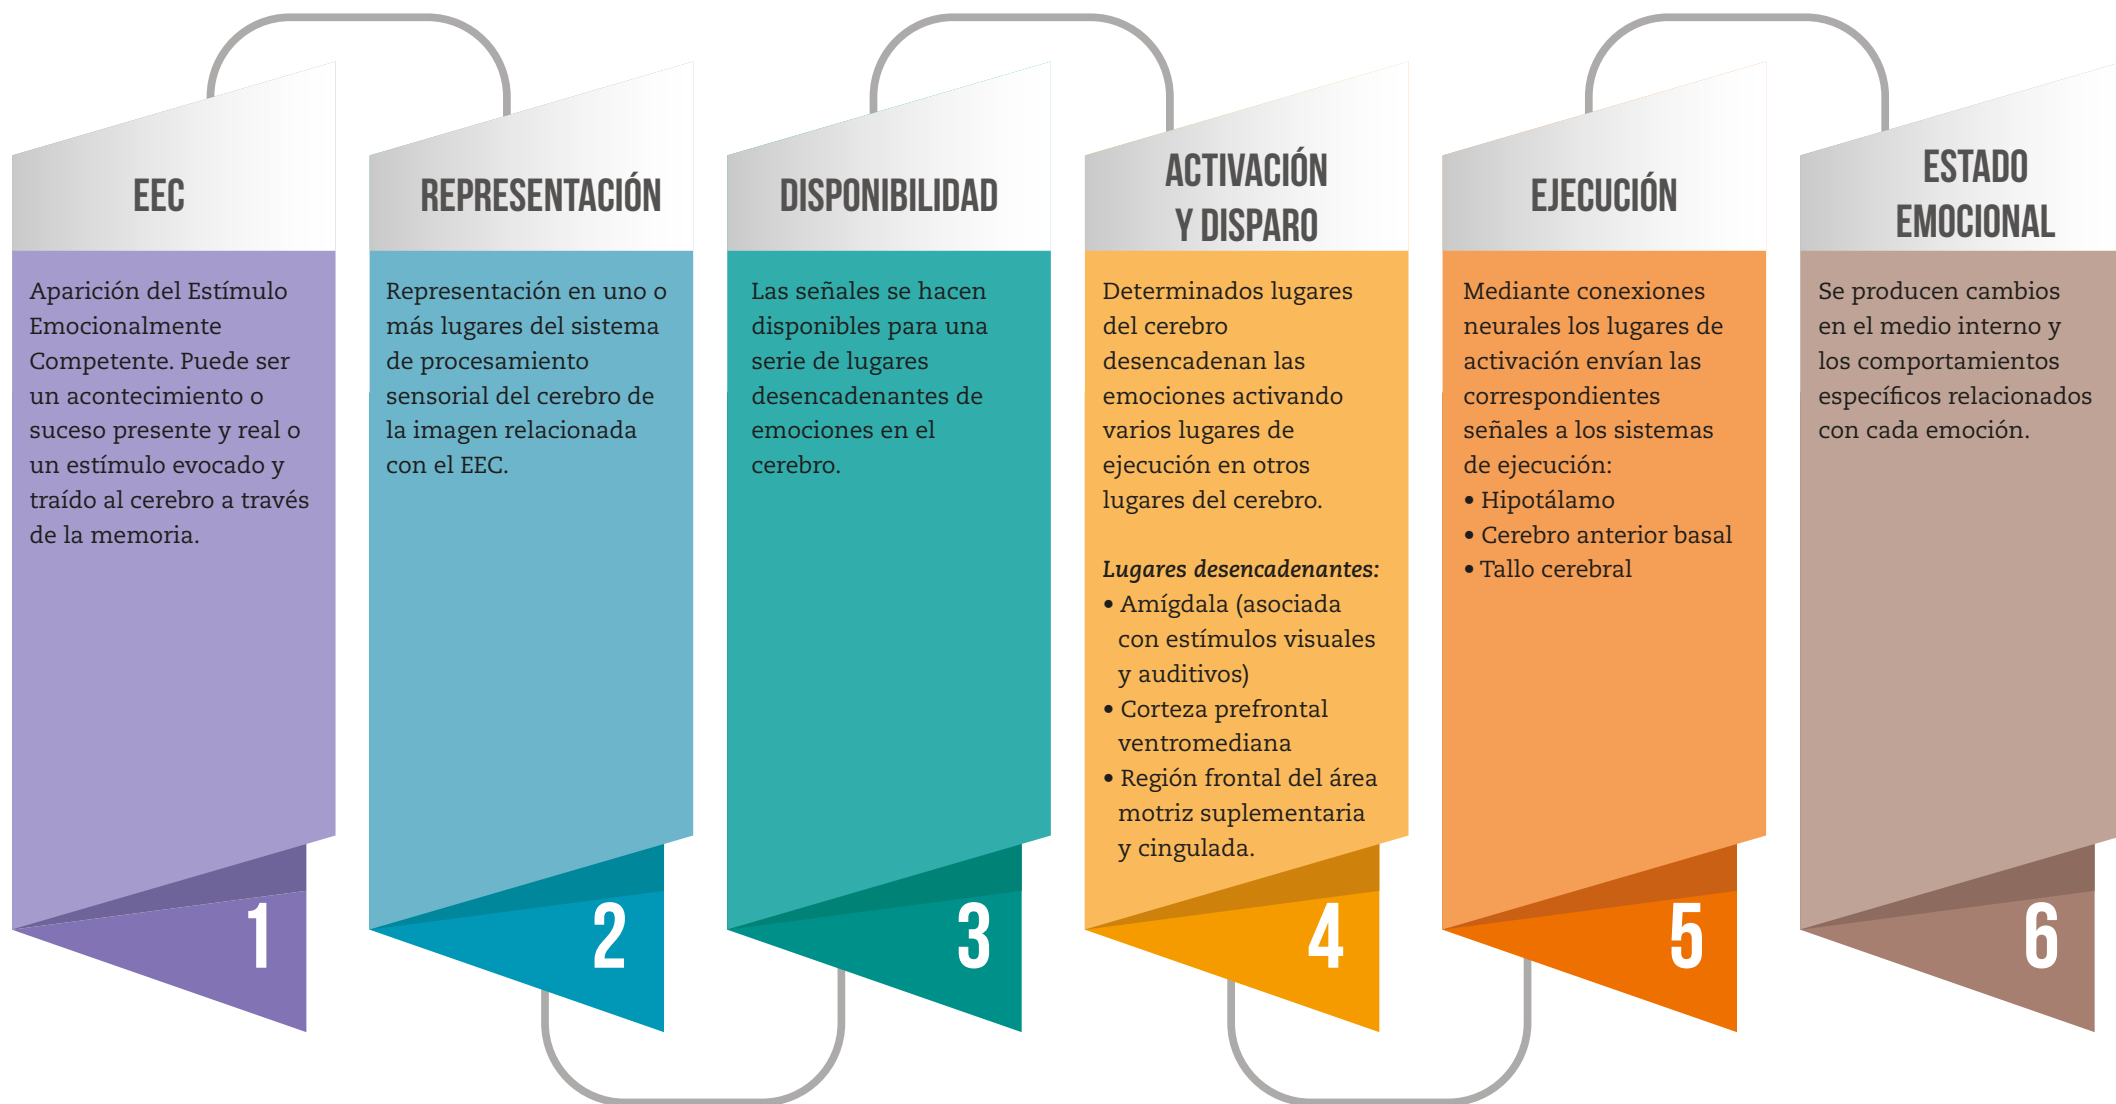 EEC
Aparición del Estímulo
Emocionalmente
Competente. Puede ser
un acontecimiento o
suceso presente y real o
un estímulo evocado y
traído al cerebro a través
de la memoria.
1
REPRESENTACIÓN
Representación en uno o
más lugares del sistema
de procesamiento
sensorial del cerebro de
la imagen relacionada
con el EEC.
2
DISPONIBILIDAD
Las señales se hacen
disponibles para una
serie de lugares
desencadenantes de
emociones en el
cerebro.
3
ACTIVACIÓN
Y DISPARO
Determinados lugares
del cerebro
desencadenan las
emociones activando
varios lugares de
ejecución en otros
lugares del cerebro.
Lugares desencadenantes:
• Amígdala (asociada
con estímulos visuales
y auditivos)
• Corteza prefrontal
ventromediana
• Región frontal del área
motriz suplementaria
y cingulada.
4
EJECUCIÓN
Mediante conexiones
neurales los lugares de
activación envían las
correspondientes
señales a los sistemas
de ejecución:
• Hipotálamo
• Cerebro anterior basal
• Tallo cerebral
5
ESTADO
EMOCIONAL
Se producen cambios
en el medio interno y
los comportamientos
específicos relacionados
con cada emoción.
6